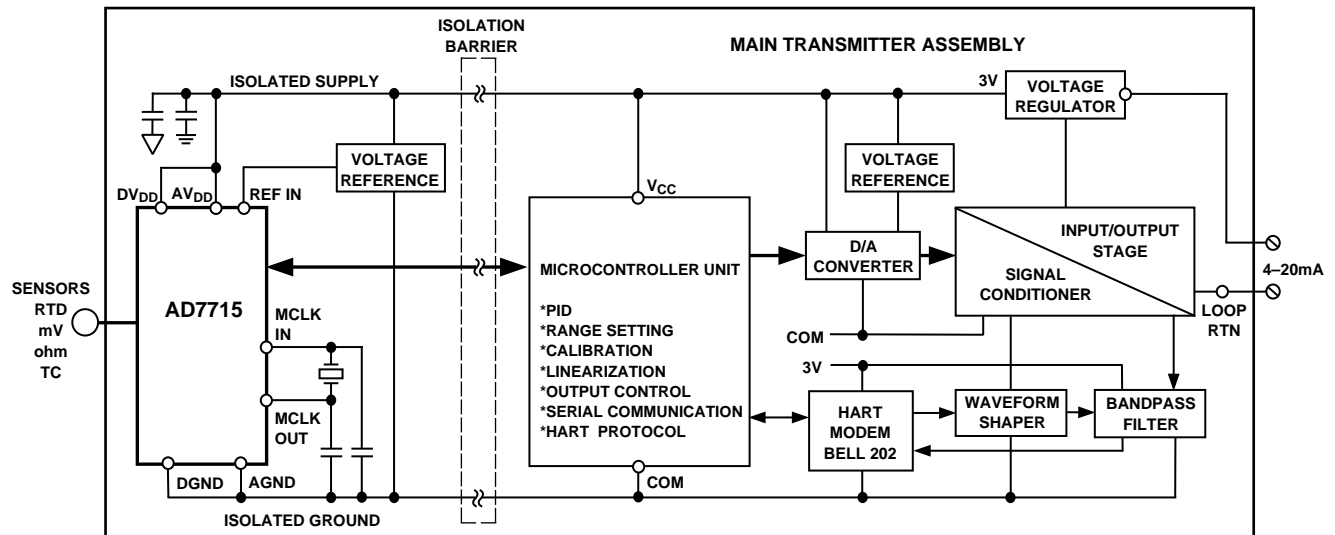 ISOLATION
BARRIER
MAIN TRANSMITTER ASSEMBLY
ISOLATED SUPPLY
3V
VOLTAGE
REGULATOR
VOLTAGE
REFERENCE
VOLTAGE
REFERENCE
DVDD
AVDD
REF IN
VCC
SENSORS
RTD
mV
ohm
TC
AD7715
MCLK
IN
MCLK
OUT
DGND
AGND
ISOLATED GROUND
MICROCONTROLLER UNIT
*PID
*RANGE SETTING
*CALIBRATION
*LINEARIZATION
*OUTPUT CONTROL
*SERIAL COMMUNICATION
*HART PROTOCOL
COM
D/A
CONVERTER
INPUT/OUTPUT
STAGE
SIGNAL
CONDITIONER
4–20mA
LOOP
RTN
COM
3V
HART
MODEM
BELL 202
WAVEFORM
SHAPER
BANDPASS
FILTER